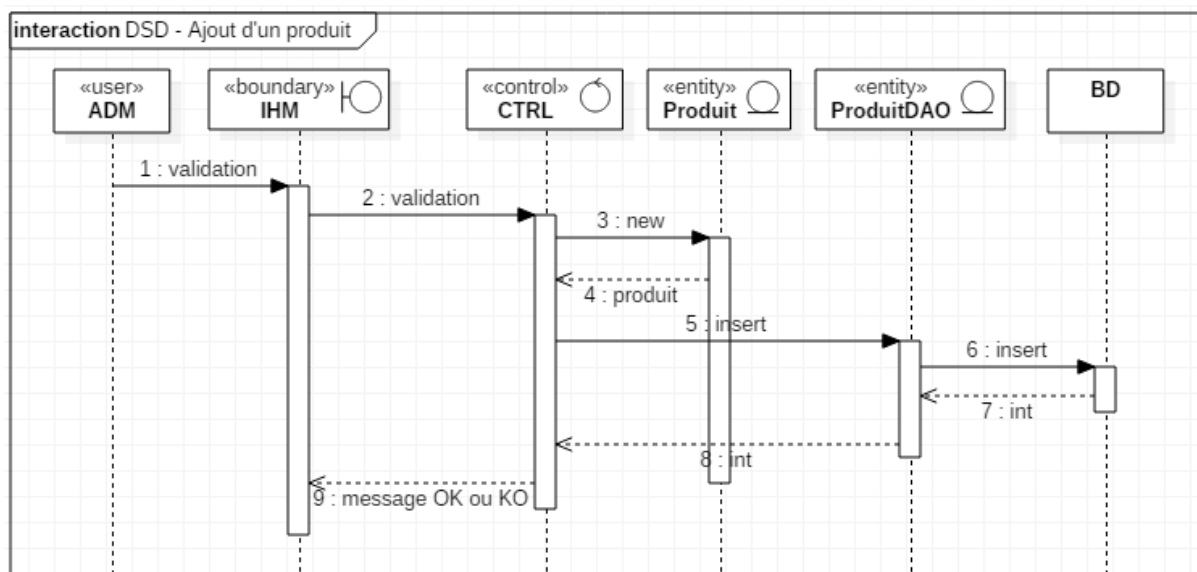 interaction DSD - Ajout d'un produit
«user»
ADM
«boundary»
IHM
«control»
CTRL
«entity»
Produit
«entity»
ProduitDAO
BD
1 : validation
2 : validation
3 : new
4 : produit
5 : insert
6 : insert
7 : int
8 : int
9 : message OK ou KO